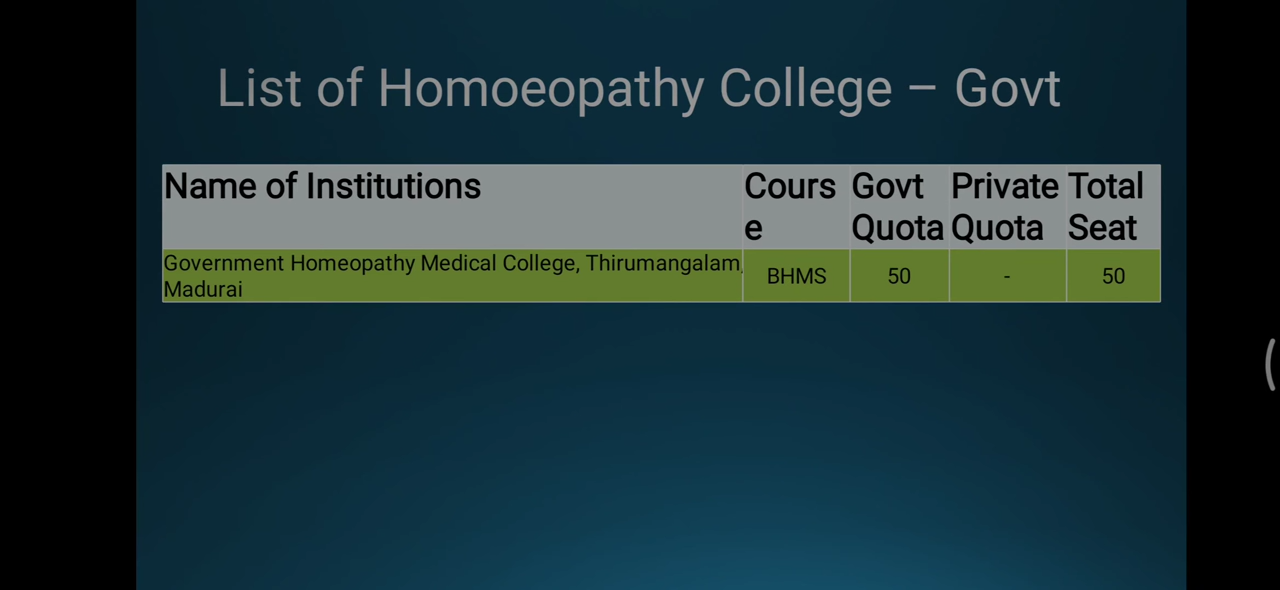 List of Homoeopathy College – Govt
Name of Institutions Cours Govt Private Total
e Quota Quota Seat
Government Homeopathy Medical College, Thirumangalam,
Madurai
BHMS 50 - 50